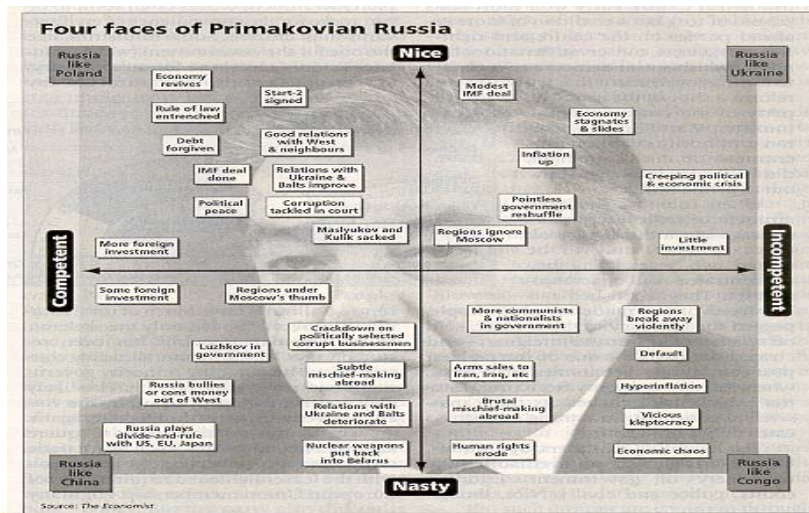 Four faces of Primakovian Russia
Nice
Russia
like
Poland
Russia
like
Ukraine
Economy
revives
Start-2
signed
Modest
IMF deal
Rule of law
entrenched
Economy
stagnates
& slides
Debt
forgiven
Good relations
with West
& neighbours
Inflation
up
IMF deal
done
Relations with
Ukraine &
Balts improve
Creeping political
& economic crisis
Political
peace
Corruption
tackled in court
Pointless
government
reshuffle
Maslyukov and
Kulik sacked
Regions ignore
Moscow
More foreign
investment
Little
investment
Competent
Incompetent
Some foreign
investment
Regions under
Moscow's thumb
More communists
& nationalists
in government
Regions
break away
violently
Crackdown on
politically selected
corrupt businessmen
Luzhkov in
government
Default
Subtle
mischief-making
abroad
Arms sales to
Iran, Iraq, etc
Russia bullies
or cons money
out of West
Hyperinflation
Relations with
Ukraine and Balts
deteriorate
Brutal
mischief-making
abroad
Vicious
kleptocracy
Russia plays
divide-and-rule
with US, EU, Japan
Nuclear weapons
put back
into Belarus
Human rights
erode
Economic chaos
Russia
like
China
Nasty
Russia
like
Congo
Source: The Economist